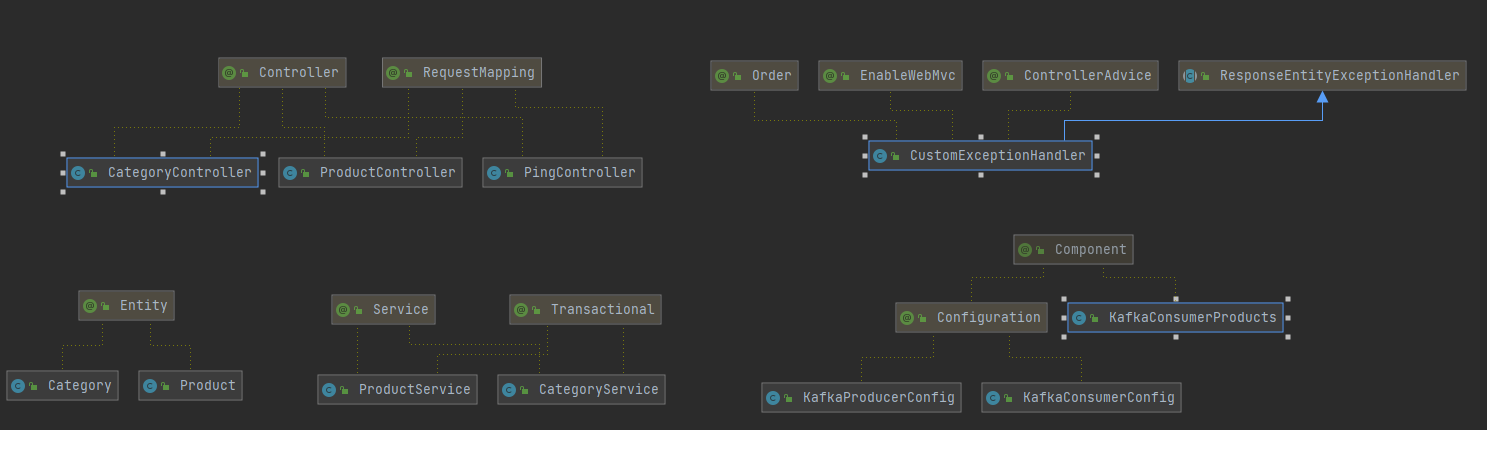 Controller
RequestMapping
Order
EnableWebMvc
ControllerAdvice
ResponseEntityExceptionHandler
CategoryController
ProductController
PingController
CustomExceptionHandler
Component
Entity
Service
Transactional
Configuration
KafkaConsumerProducts
Category
Product
ProductService
CategoryService
KafkaProducerConfig
KafkaConsumerConfig